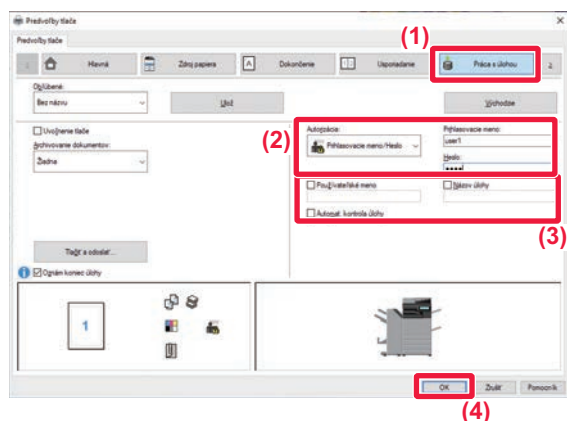 Predvoľby tlače
Predvoľby tlače
(1)
Hlavná
Zdroj papiera
A
Dokončenie
Usporiadanie
Práca s úlohou
Obľúbené:
Bez názvu
Ulož
Východzie
Uvoľnenie tlače
Archivovanie dokumentov:
Žiadna
(2)
Autorizácia:
Prihlasovacie meno/Heslo
Prihlasovacie meno:
user1
Heslo:
Používateľské meno
Názov úlohy
Automat. kontrola úlohy
(3)
Tlačiť a odoslať...
Oznám koniec úlohy
1
OK
Zrušiť
Pomocník
(4)